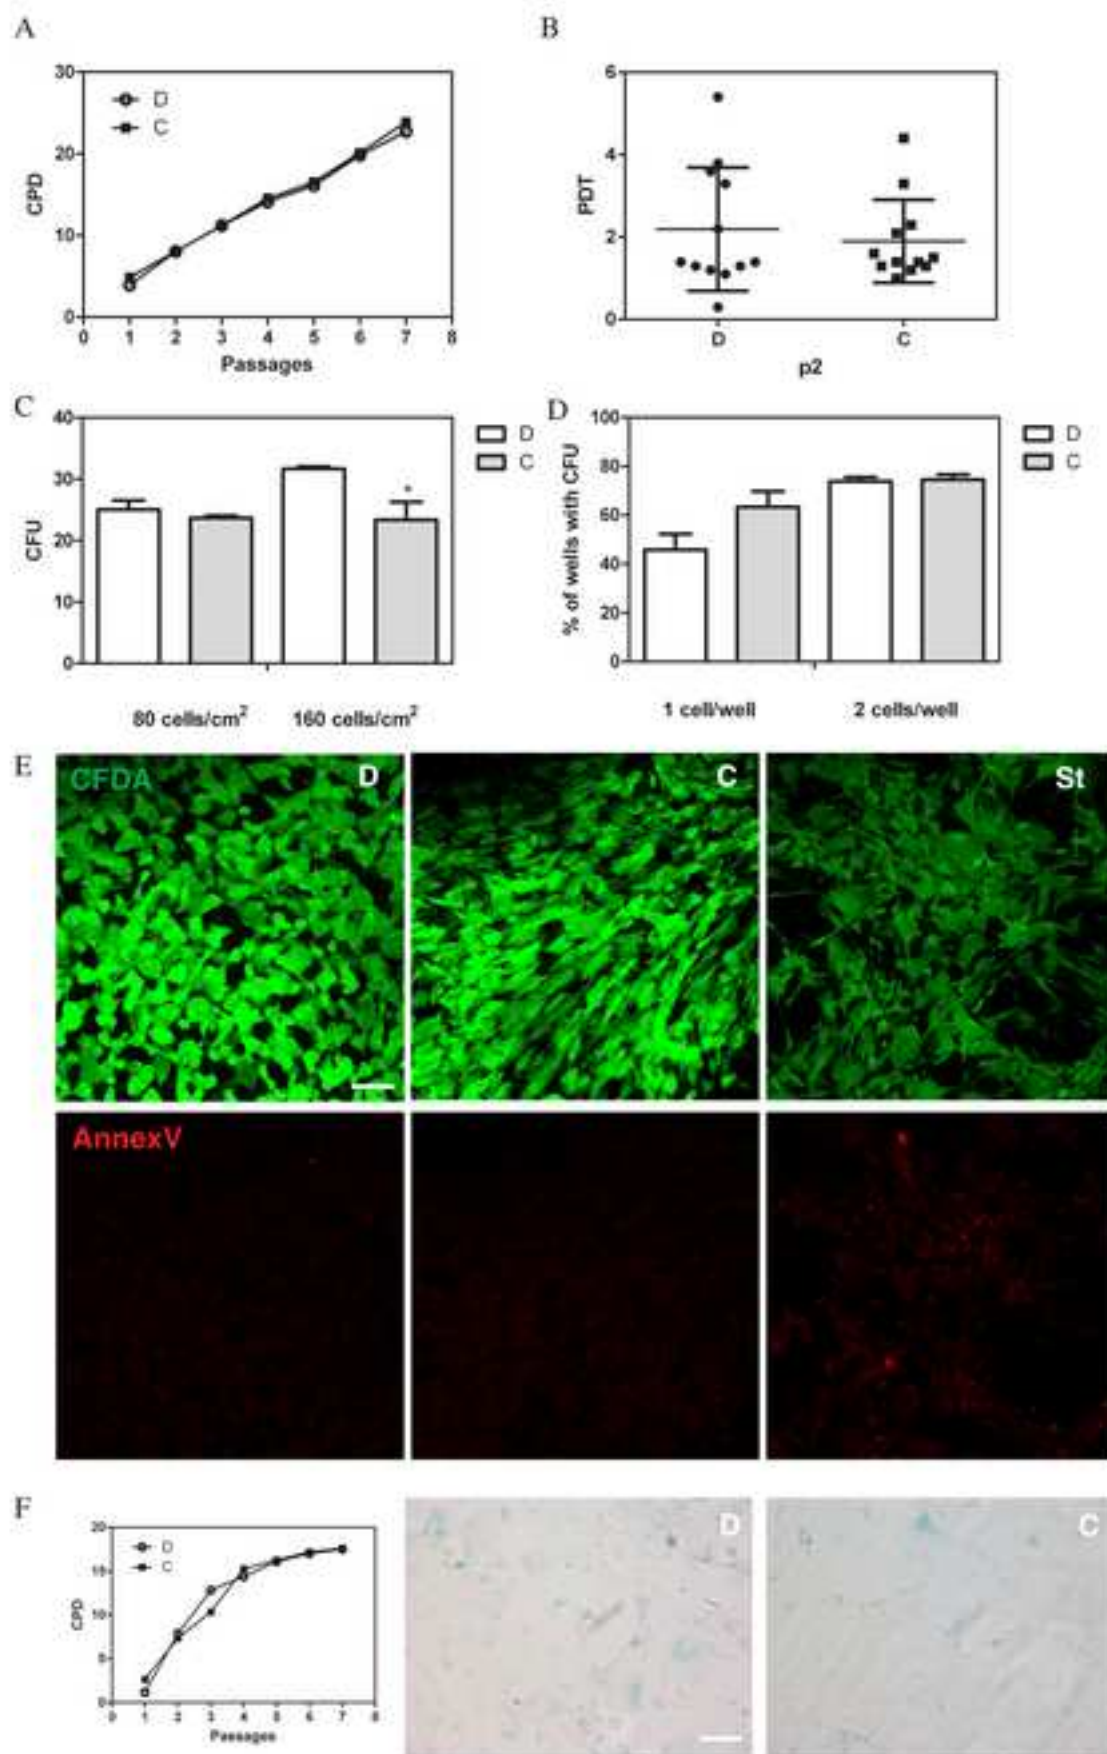 A
B
30
20
10
0
CPD
D
C
0 1 2 3 4 5 6 7 8
Passages
6
4
2
0
PDT
D C
p2
C
D
40
30
20
10
0
CFU
D
C
80 cells/cm² 160 cells/cm²
100
80
60
40
20
0
% of wells with CFU
D
C
1 cell/well 2 cells/well
*
E
CFDA D
C
St
AnnexV
F
20
15
10
5
0
CPD
D
C
0 1 2 3 4 5 6 7 8
Passages
D
C